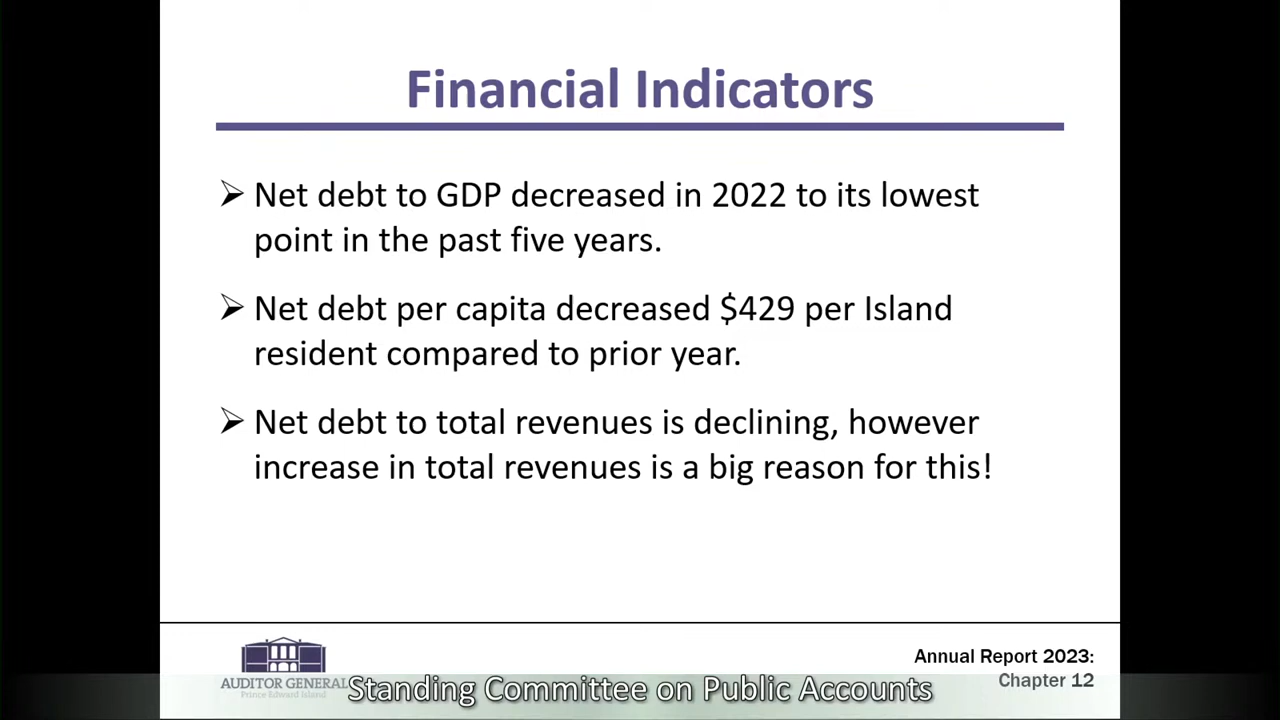 Financial Indicators
➢ Net debt to GDP decreased in 2022 to its lowest
point in the past five years.
➢ Net debt per capita decreased $429 per Island
resident compared to prior year.
➢ Net debt to total revenues is declining, however
increase in total revenues is a big reason for this!
AUDITOR GENERAL
Prince Edward Island
Annual Report 2023:
Chapter 12
Standing Committee on Public Accounts